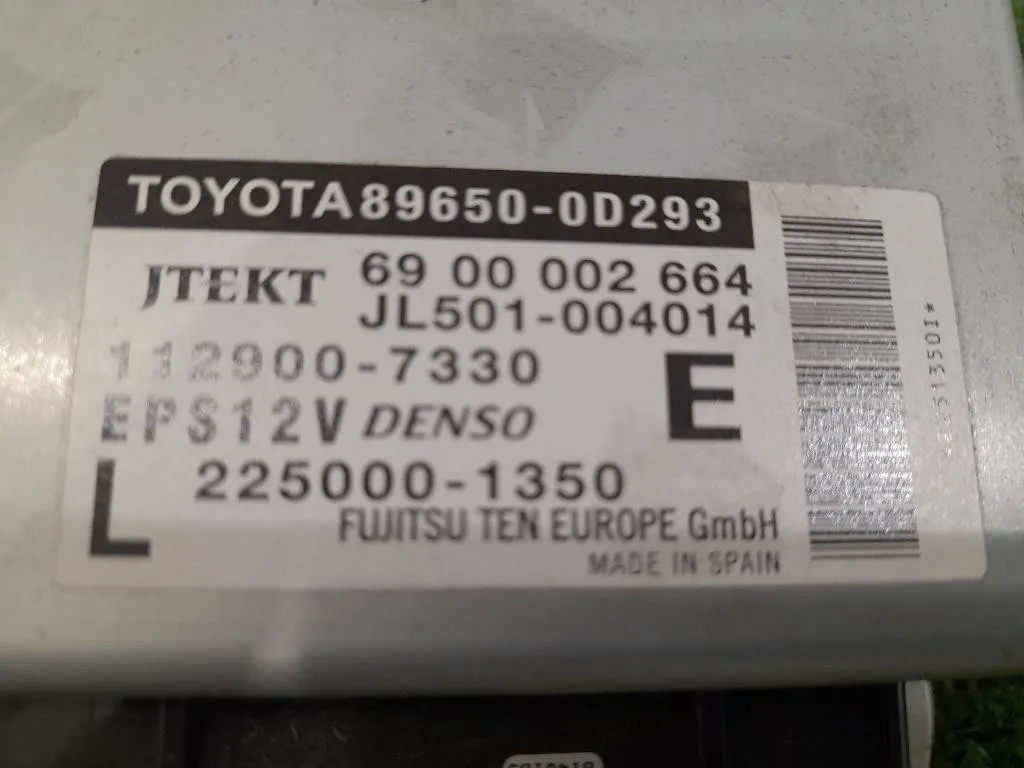 TOYOTA 89650-0D293
JTEKT 69 00 002 664
JL501-004014
112900-7330
E
EPS12V DENSO
L
225000-1350
FUJITSU TEN EUROPE GmbH
MADE IN SPAIN